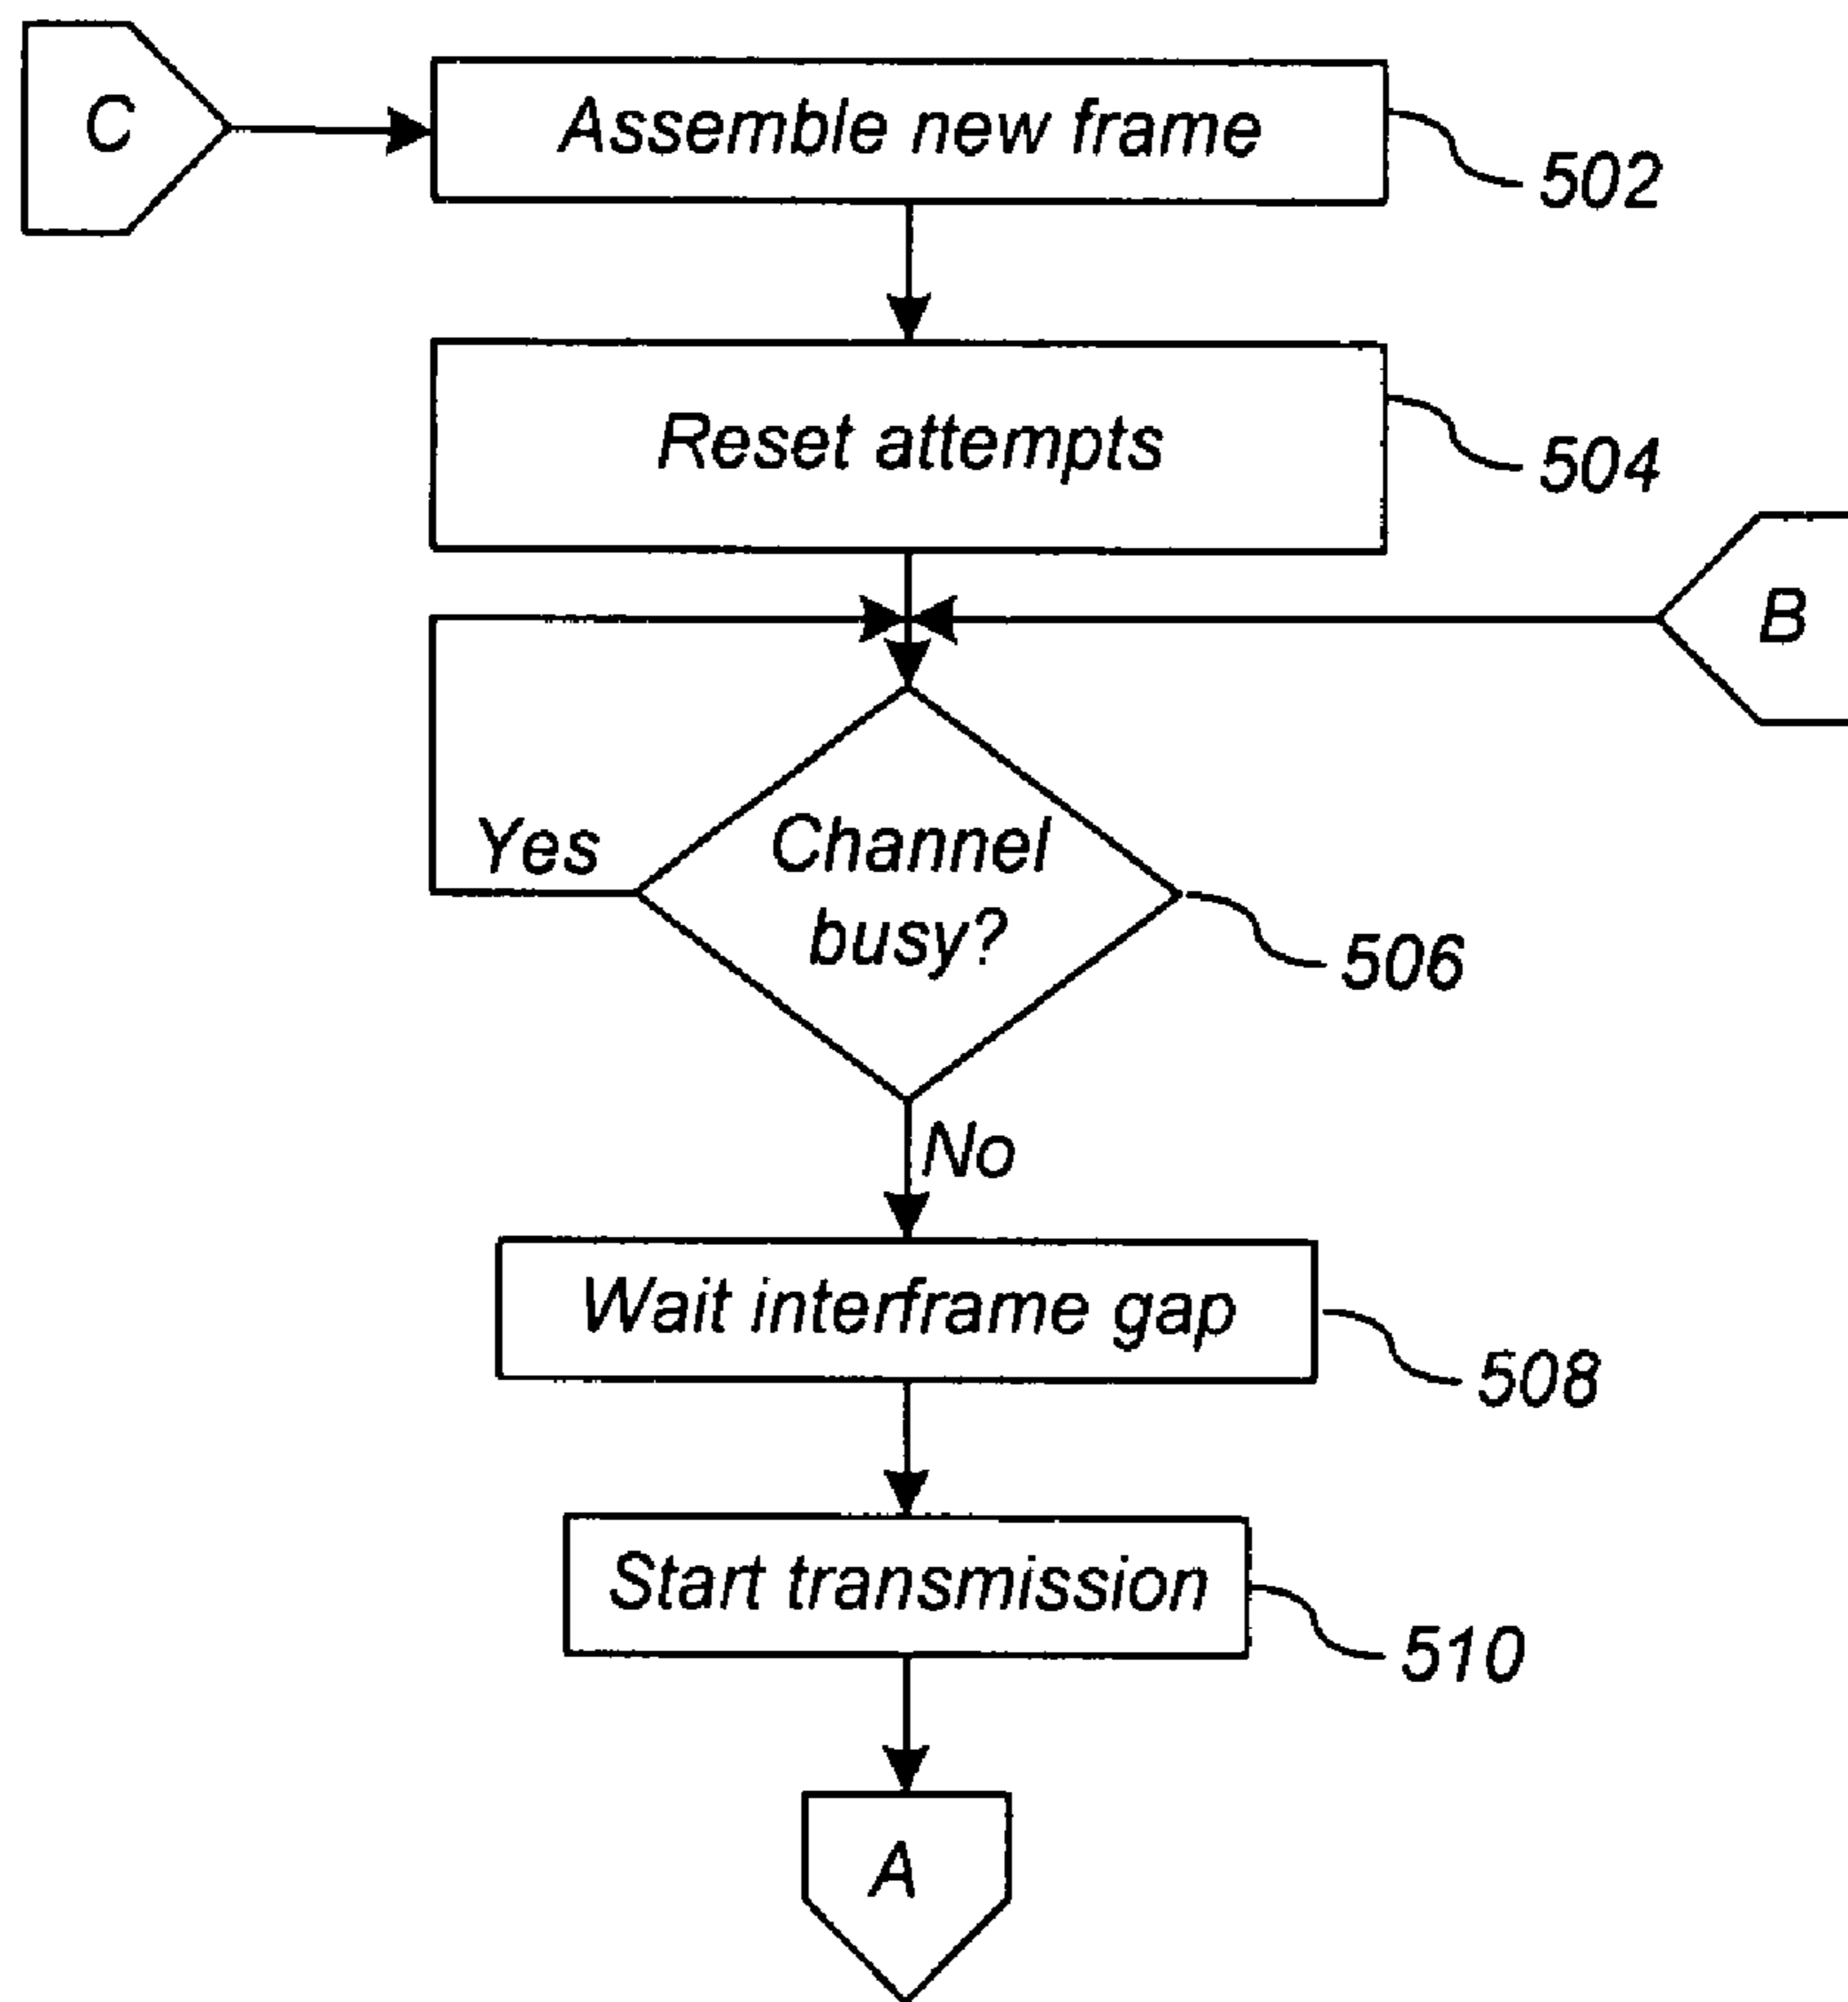 C
Assemble new frame
502
Reset attempts
504
B
Yes
Channel
busy?
506
No
Wait interframe gap
508
Start transmission
510
A